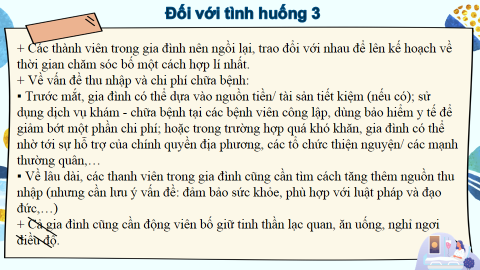 Đối với tình huống 3
+ Các thành viên trong gia đình nên ngồi lại, trao đổi với nhau để lên kế hoạch về
thời gian chăm sóc bố một cách hợp lí nhất.
+ Về vấn đề thu nhập và chi phí chữa bệnh:
• Trước mắt, gia đình có thể dựa vào nguồn tiền/ tài sản tiết kiệm (nếu có); sử
dụng dịch vụ khám - chữa bệnh tại các bệnh viên công lập, dùng bảo hiểm y tế để
giảm bớt một phần chi phí; hoặc trong trường hợp quá khó khăn, gia đình có thể
nhờ tới sự hỗ trợ của chính quyền địa phương, các tổ chức thiện nguyện/ các mạnh
thường quân,…
• Về lâu dài, các thanh viên trong gia đình cũng cần tìm cách tăng thêm nguồn thu
nhập (nhưng cần lưu ý vấn đề: đảm bảo sức khỏe, phù hợp với luật pháp và đạo
đức,…)
+ Cả gia đình cũng cần động viên bố giữ tinh thần lạc quan, ăn uống, nghỉ ngơi
điều độ.